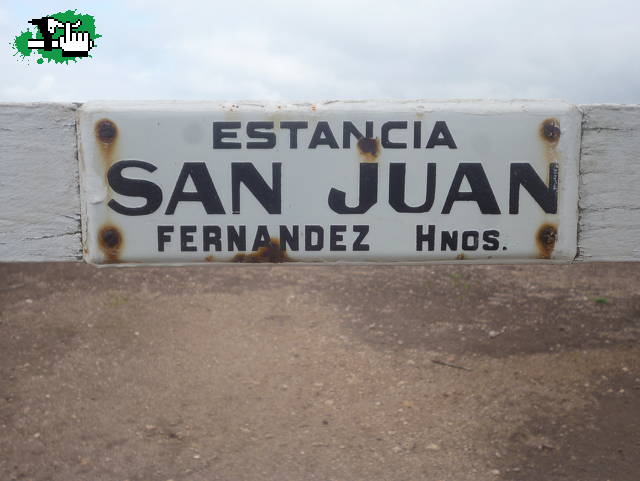 ESTANCIA
SAN JUAN
FERNANDEZ Hnos.